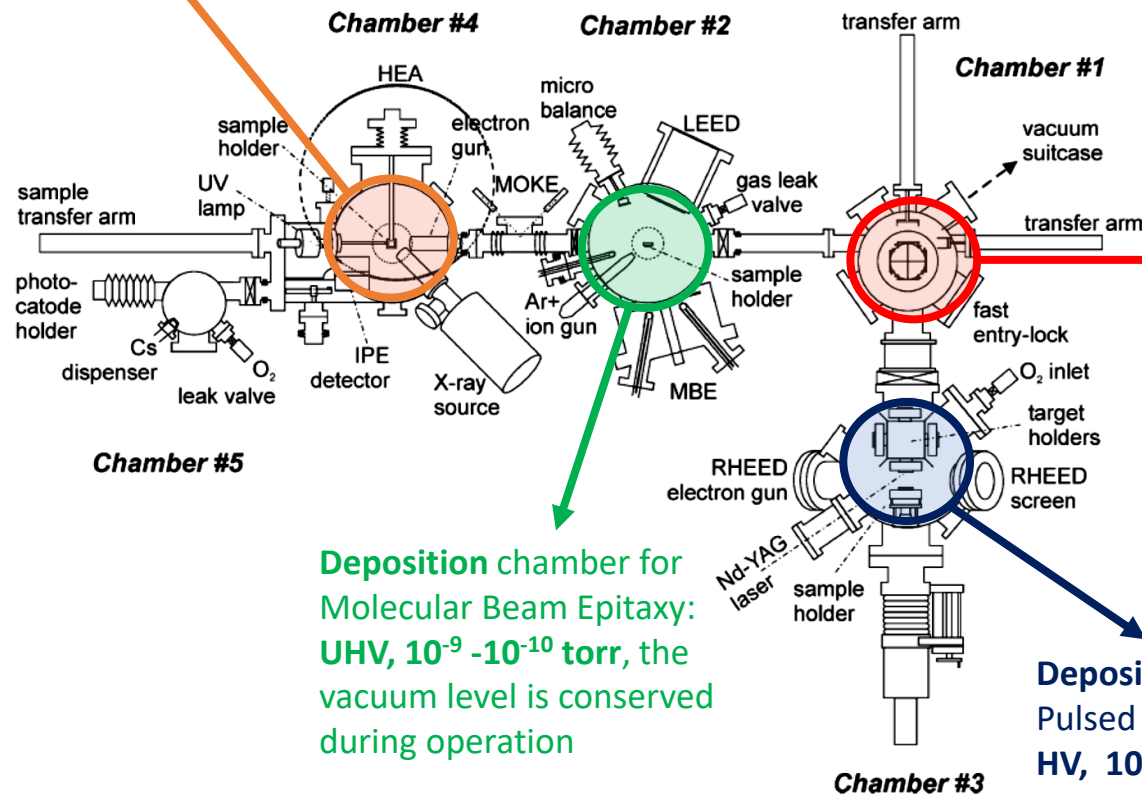 Chamber #4
Chamber #2
transfer arm
Chamber #1
HEA
micro
balance
LEED
sample
holder
electron
gun
vacuum
suitcase
UV
lamp
MOKE
gas leak
valve
sample
transfer arm
transfer arm
photo-
catode
holder
sample
holder
Ar+
ion gun
fast
entry-lock
Cs
dispenser
O₂
leak valve
IPE
detector
X-ray
source
MBE
O₂ inlet
target
holders
Chamber #5
RHEED
electron gun
RHEED
screen
Nd-YAG
laser
sample
holder
Deposition chamber for
Molecular Beam Epitaxy:
UHV, 10⁻⁹ -10⁻¹⁰ torr, the
vacuum level is conserved
during operation
Deposi
Pulsed
HV, 10
Chamber #3